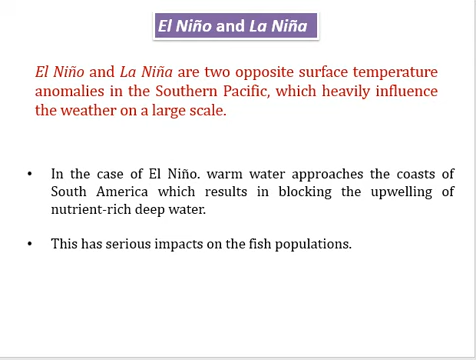 El Niño and La Niña
El Niño and La Niña are two opposite surface temperature
anomalies in the Southern Pacific, which heavily influence
the weather on a large scale.
• In the case of El Niño. warm water approaches the coasts of
South America which results in blocking the upwelling of
nutrient-rich deep water.
• This has serious impacts on the fish populations.